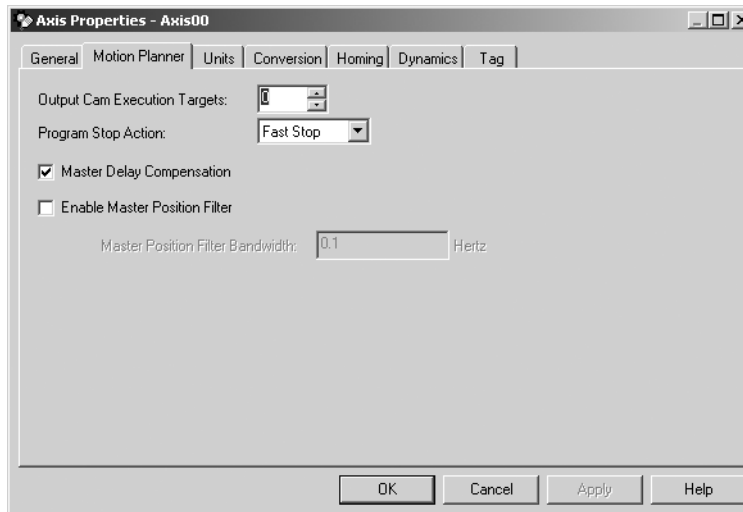 Axis Properties - Axis00
General Motion Planner Units Conversion Homing Dynamics Tag
Output Cam Execution Targets: 0
Program Stop Action: Fast Stop
Master Delay Compensation
Enable Master Position Filter
Master Position Filter Bandwidth: 0.1 Hertz
OK Cancel Apply Help